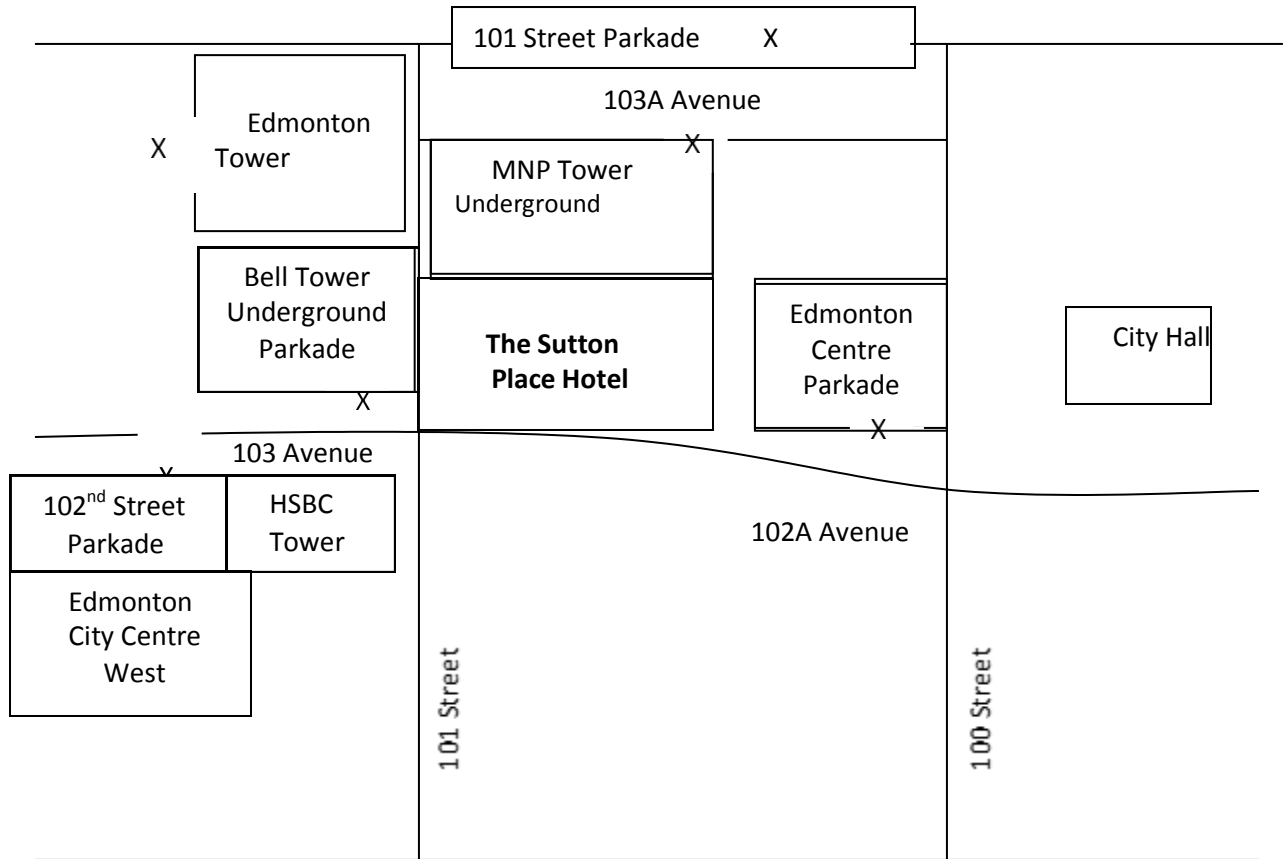 101 Street Parkade X
103A Avenue
Edmonton
Tower
X
X
MNP Tower
Underground
Bell Tower
Underground
Parkade
X
The Sutton
Place Hotel
Edmonton
Centre
Parkade
X
City Hall
103 Avenue
X
102nd Street
Parkade
HSBC
Tower
102A Avenue
Edmonton
City Centre
West
101 Street
100 Street